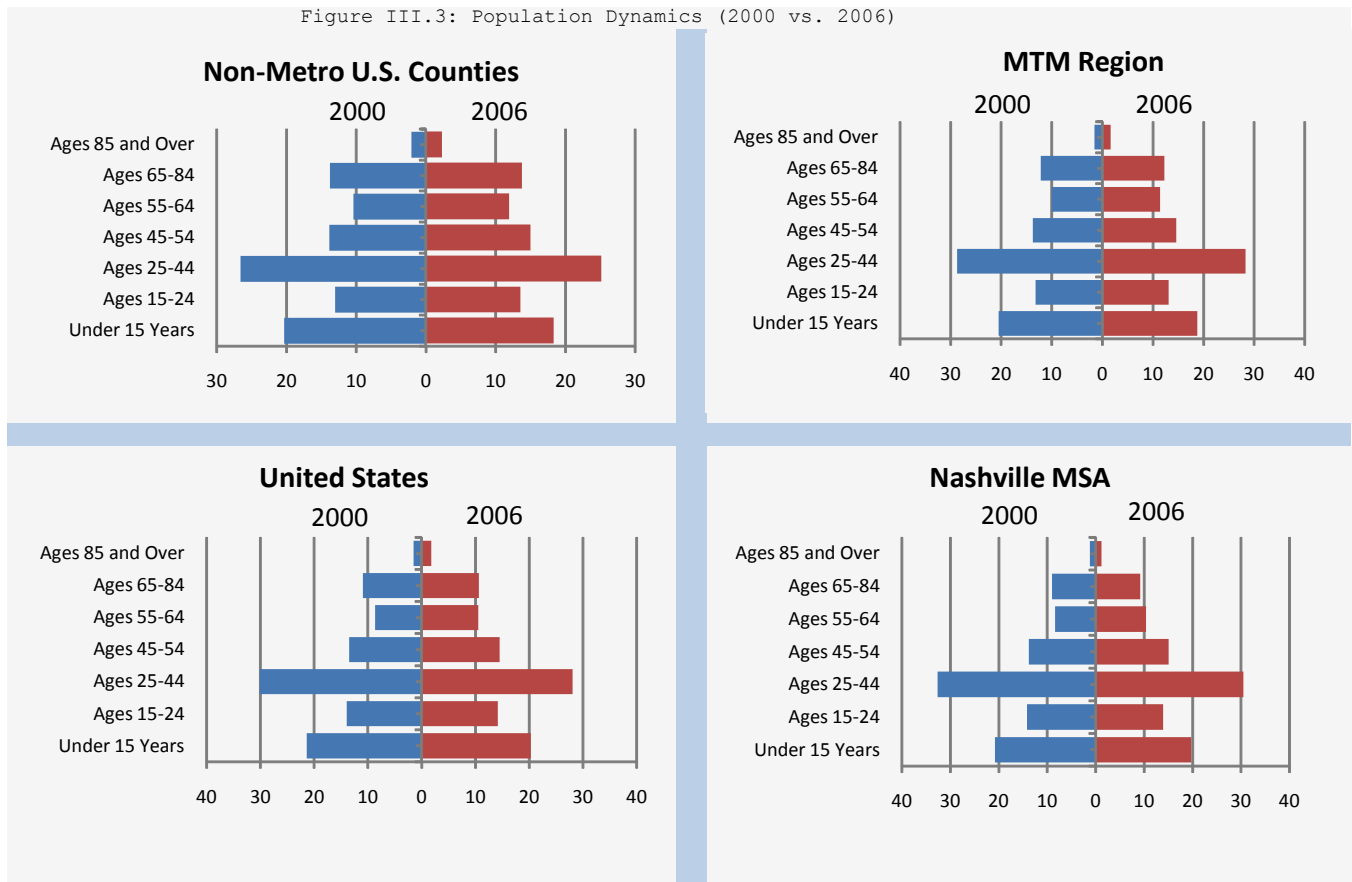 Figure III.3: Population Dynamics (2000 vs. 2006)
Non-Metro U.S. Counties
2000 2006
Ages 85 and Over
Ages 65-84
Ages 55-64
Ages 45-54
Ages 25-44
Ages 15-24
Under 15 Years
30 20 10 0 10 20 30
MTM Region
2000 2006
Ages 85 and Over
Ages 65-84
Ages 55-64
Ages 45-54
Ages 25-44
Ages 15-24
Under 15 Years
40 30 20 10 0 10 20 30 40
United States
2000 2006
Ages 85 and Over
Ages 65-84
Ages 55-64
Ages 45-54
Ages 25-44
Ages 15-24
Under 15 Years
40 30 20 10 0 10 20 30 40
Nashville MSA
2000 2006
Ages 85 and Over
Ages 65-84
Ages 55-64
Ages 45-54
Ages 25-44
Ages 15-24
Under 15 Years
40 30 20 10 0 10 20 30 40